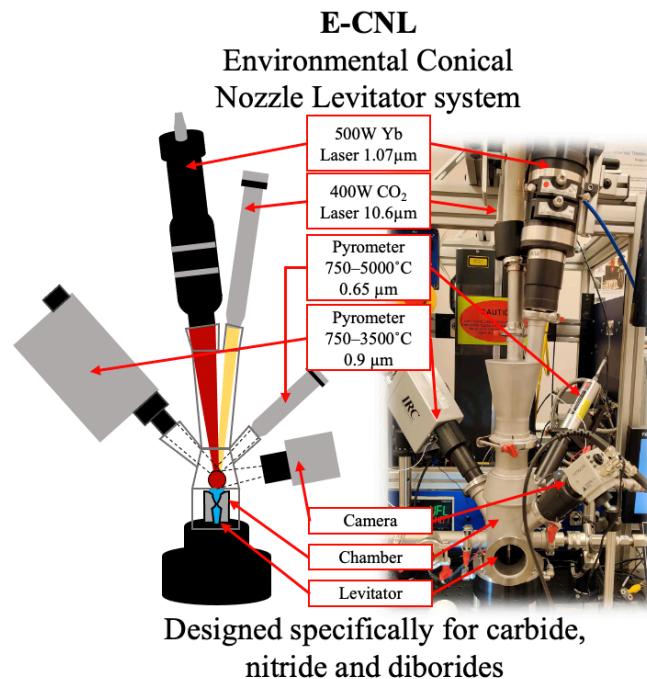 E-CNL
Environmental Conical
Nozzle Levitator system
500W Yb
Laser 1.07µm
400W CO₂
Laser 10.6µm
Pyrometer
750–5000˚C
0.65 µm
Pyrometer
750–3500˚C
0.9 µm
CAUTION
IRC
Camera
Chamber
Levitator
Designed specifically for carbide,
nitride and diborides